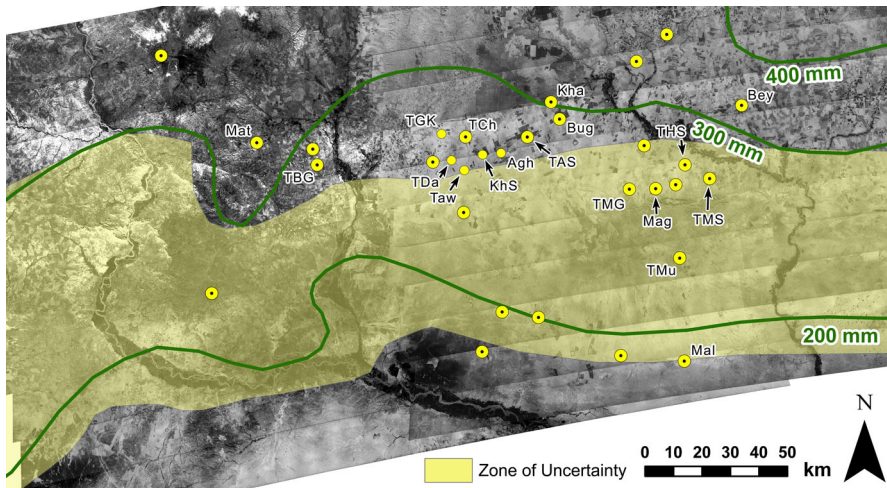 400 mm
Kha
Bey
TGK
TCh
Bug
Mat
THS
300 mm
TBG
TDa
Agh
TAS
Taw
KhS
TMG
Mag
TMS
TMu
200 mm
Mal
N
Zone of Uncertainty
0 10 20 30 40 50
km